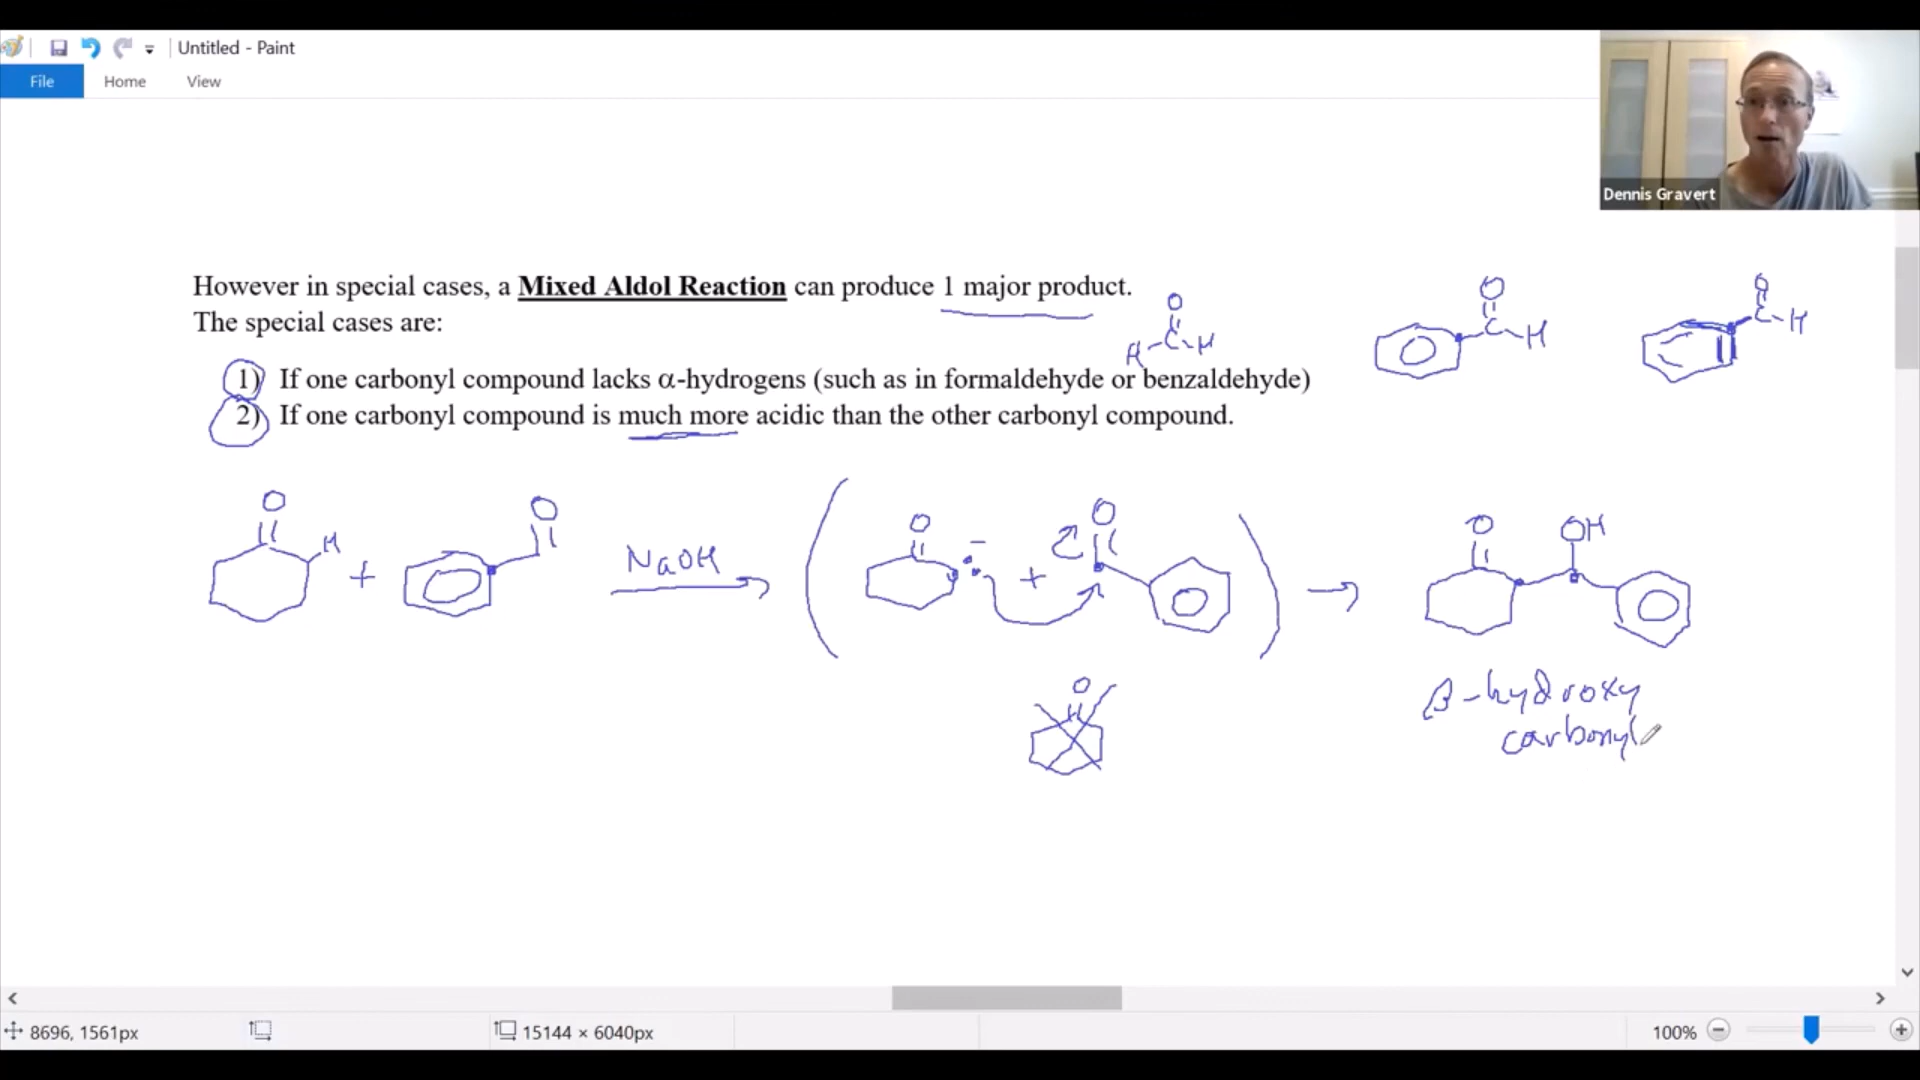 Untitled - Paint
File Home View
Dennis Gravert
However in special cases, a Mixed Aldol Reaction can produce 1 major product.
The special cases are:
1) If one carbonyl compound lacks α-hydrogens (such as in formaldehyde or benzaldehyde)
2) If one carbonyl compound is much more acidic than the other carbonyl compound.
O
H C H
O
C H
O
C H
O
H
+
O
NaOH
O
−
+
O
O OH
O
β-hydroxy
carbonyl
8696, 1561px
15144 × 6040px
100%